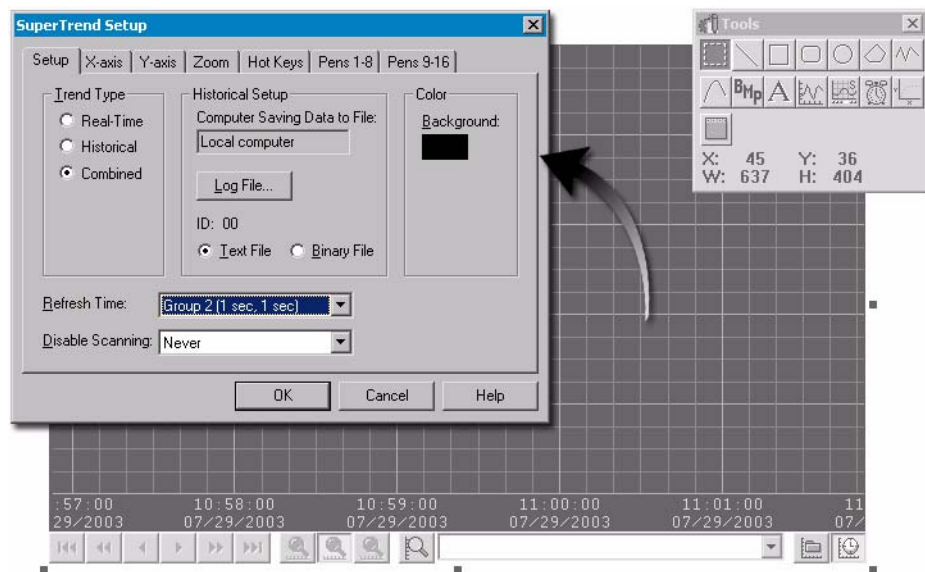 SuperTrend Setup
Setup X-axis Y-axis Zoom Hot Keys Pens 1-8 Pens 9-16
Trend Type
Real-Time
Historical
Combined
Historical Setup
Computer Saving Data to File:
Local computer
Log File...
ID: 00
Text File Binary File
Color
Background:
Refresh Time: Group 2 (1 sec, 1 sec)
Disable Scanning: Never
OK Cancel Help
Tools
BMp A
X: 45 Y: 36
W: 637 H: 404
:57:00 10:58:00 10:59:00 11:00:00 11:01:00 11
29/2003 07/29/2003 07/29/2003 07/29/2003 07/29/2003 07/